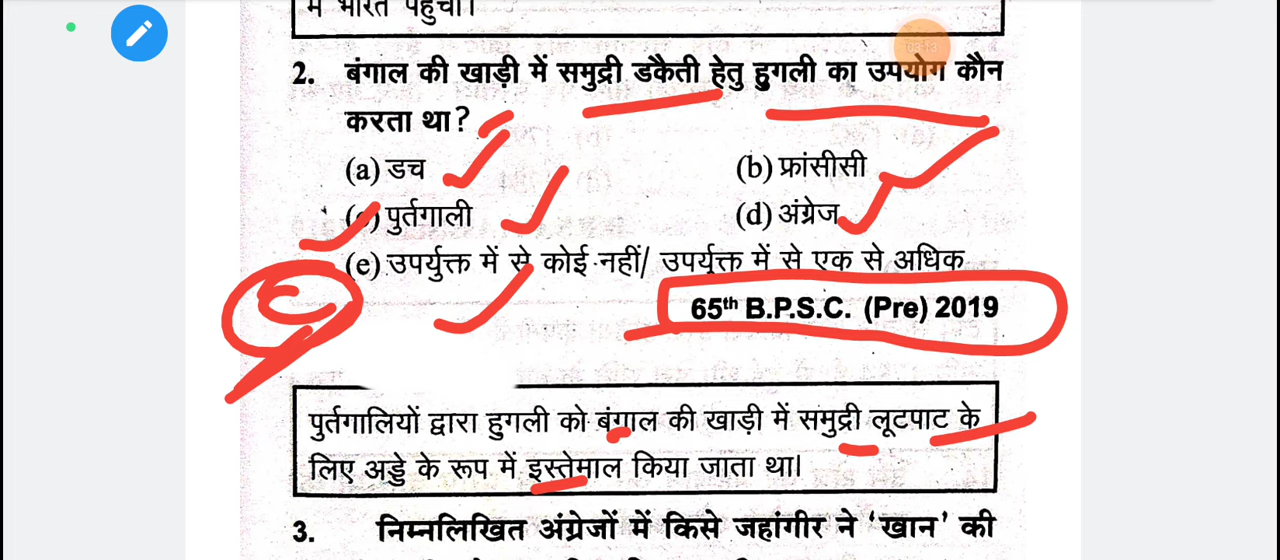 में भारत पहुंचा।
2. बंगाल की खाड़ी में समुद्री डकैती हेतु हुगली का उपयोग कौन
करता था?
(a) डच (b) फ्रांसीसी
(c) पुर्तगाली (d) अंग्रेज
(e) उपर्युक्त में से कोई नहीं/ उपर्युक्त में से एक से अधिक
C
65th B.P.S.C. (Pre) 2019
पुर्तगालियों द्वारा हुगली को बंगाल की खाड़ी में समुद्री लूटपाट के
लिए अड्डे के रूप में इस्तेमाल किया जाता था।
3. निम्नलिखित अंग्रेजों में किसे जहांगीर ने 'खान' की